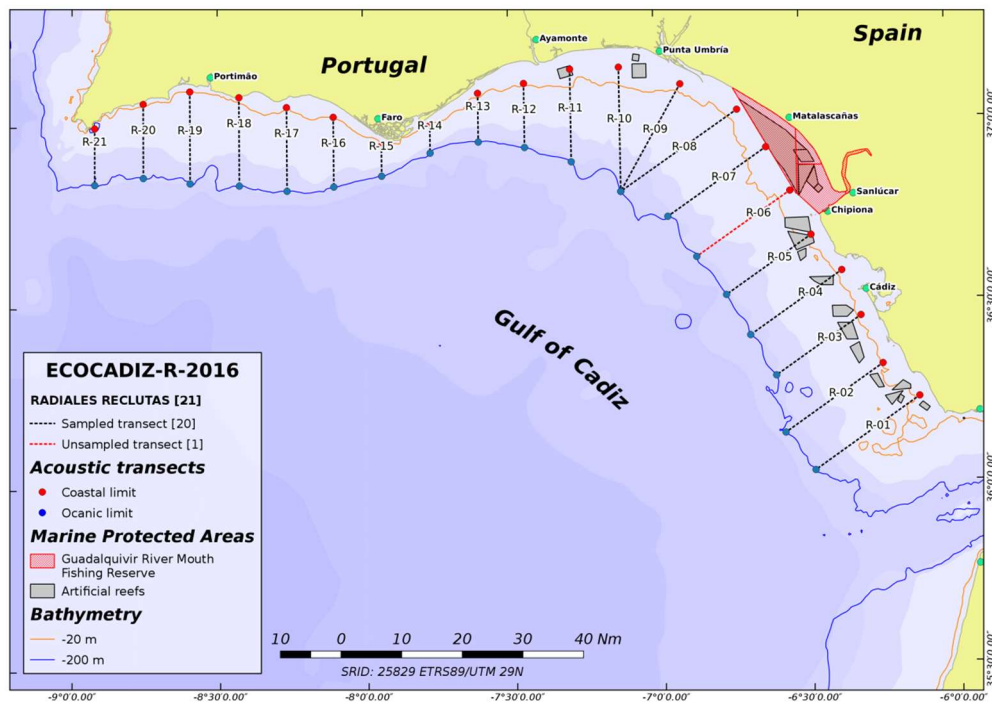 Spain
Portugal
Ayamonte
Punta Umbría
Portimão
Faro
Matalascañas
Sanlúcar
Chipiona
Cádiz
Gulf of Cadiz
R-21
R-20
R-19
R-18
R-17
R-16
R-15
R-14
R-13
R-12
R-11
R-10
R-09
R-08
R-07
R-06
R-05
R-04
R-03
R-02
R-01
37°0'0.00"
36°30'0.00"
36°0'0.00"
35°30'0.00"
ECOCADIZ-R-2016
RADIALES RECLUTAS [21]
Sampled transect [20]
Unsampled transect [1]
Acoustic transects
Coastal limit
Ocanic limit
Marine Protected Areas
Guadalquivir River Mouth
Fishing Reserve
Artificial reefs
Bathymetry
-20 m
-200 m
10 0 10 20 30 40 Nm
SRID: 25829 ETRS89/UTM 29N
-9°0'0.00" -8°30'0.00" -8°0'0.00" -7°30'0.00" -7°0'0.00" -6°30'0.00" -6°0'0.00"